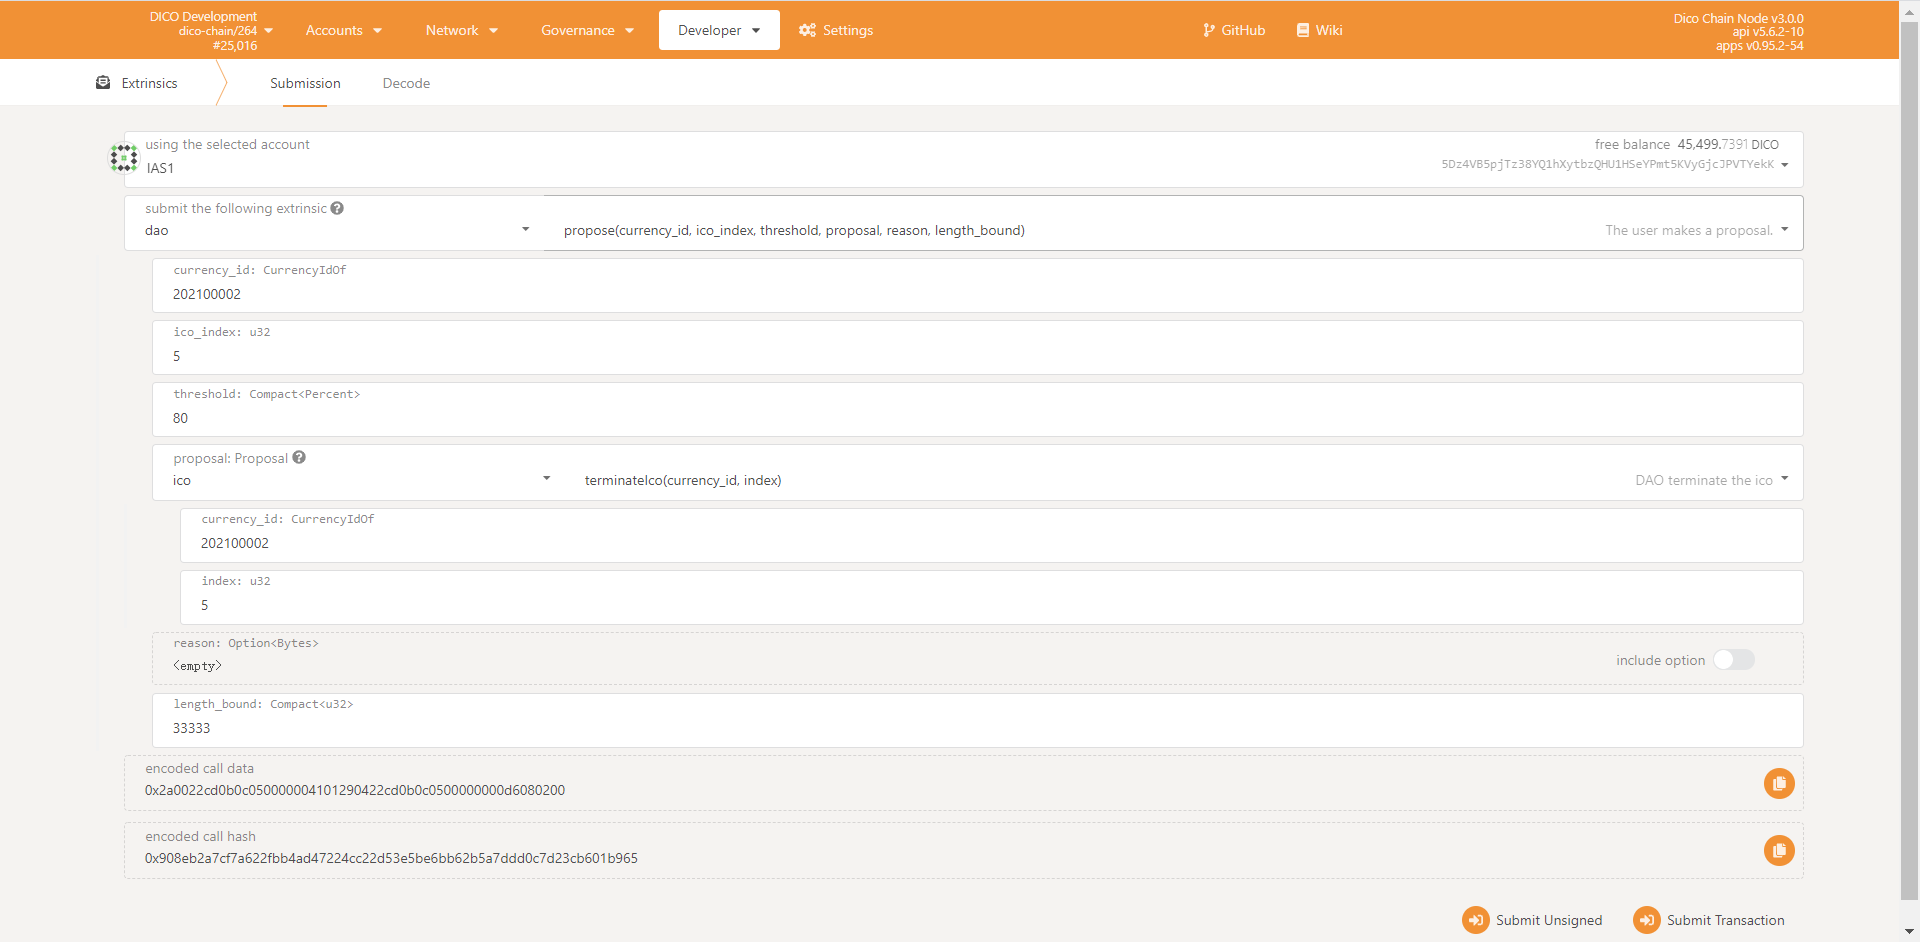 DICO Development
dico-chain/264
#25,016
Accounts
Network
Governance
Developer
Settings
GitHub
Wiki
Dico Chain Node v3.0.0
api v5.6.2-10
apps v0.95.2-54
Extrinsics
Submission
Decode
using the selected account
IAS1
free balance 45,499.7391 DICO
5Dz4VB5pjTz38YQ1hXytbzQHU1HSeYPmt5KVyGjcJPVTYekK
submit the following extrinsic
dao
propose(currency_id, ico_index, threshold, proposal, reason, length_bound)
The user makes a proposal.
currency_id: CurrencyIdOf
202100002
ico_index: u32
5
threshold: Compact<Percent>
80
proposal: Proposal
ico
terminateIco(currency_id, index)
DAO terminate the ico
currency_id: CurrencyIdOf
202100002
index: u32
5
reason: Option<Bytes>
<empty>
include option
length_bound: Compact<u32>
33333
encoded call data
0x2a0022cd0b0c050000004101290422cd0b0c0500000000d6080200
encoded call hash
0x908eb2a7cf7a622fbb4ad47224cc22d53e5be6bb62b5a7ddd0c7d23cb601b965
Submit Unsigned
Submit Transaction